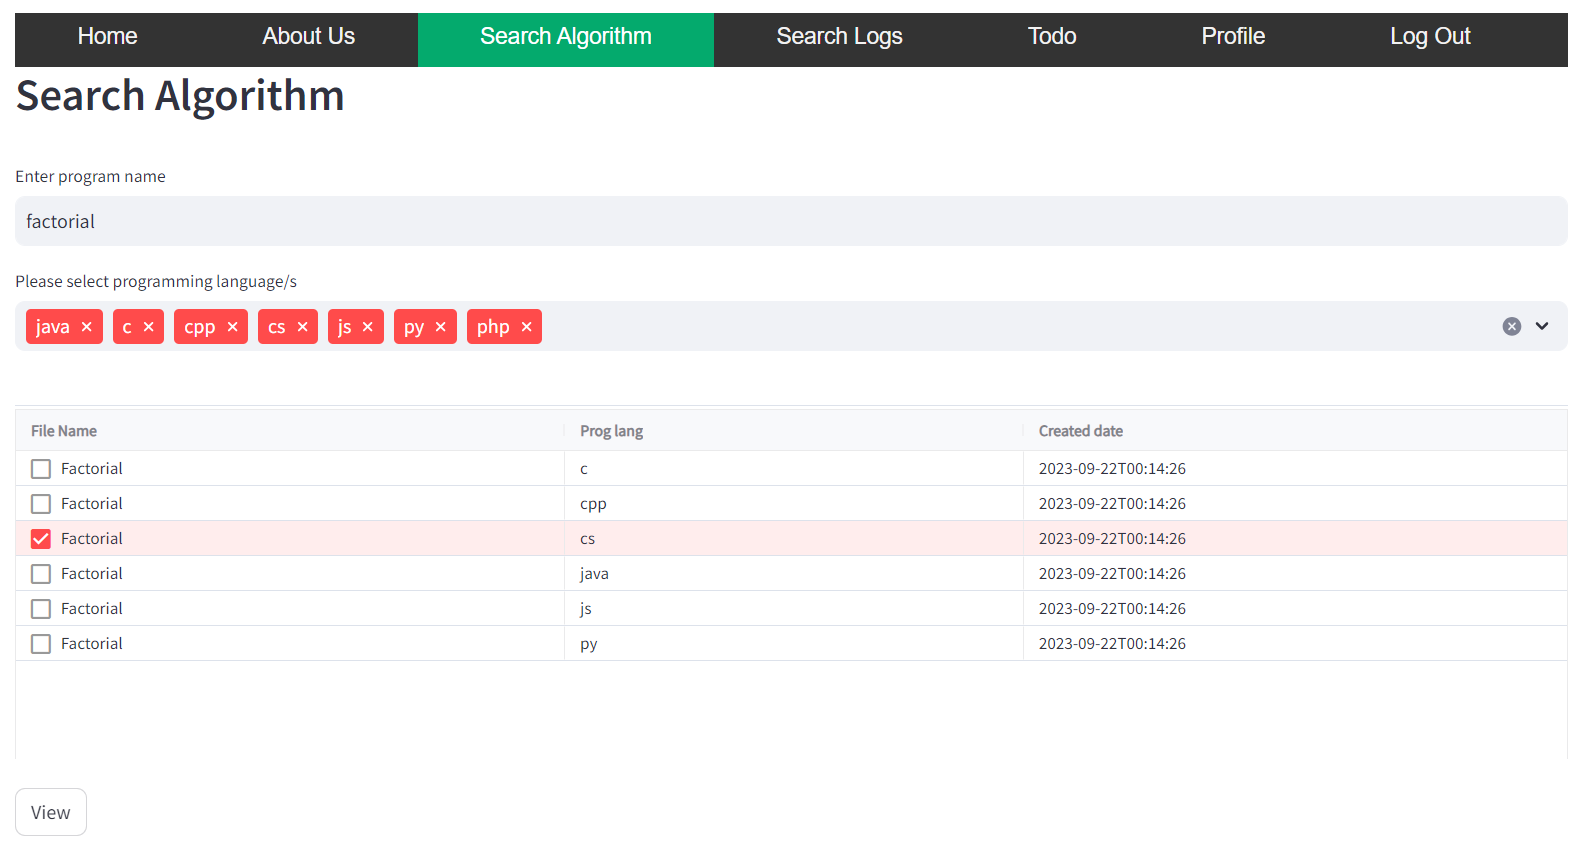 Home About Us Search Algorithm Search Logs Todo Profile Log Out
Search Algorithm
Enter program name
factorial
Please select programming language/s
java × c × cpp × cs × js × py × php ×
File Name Prog lang Created date
Factorial c 2023-09-22T00:14:26
Factorial cpp 2023-09-22T00:14:26
Factorial cs 2023-09-22T00:14:26
Factorial java 2023-09-22T00:14:26
Factorial js 2023-09-22T00:14:26
Factorial py 2023-09-22T00:14:26
View